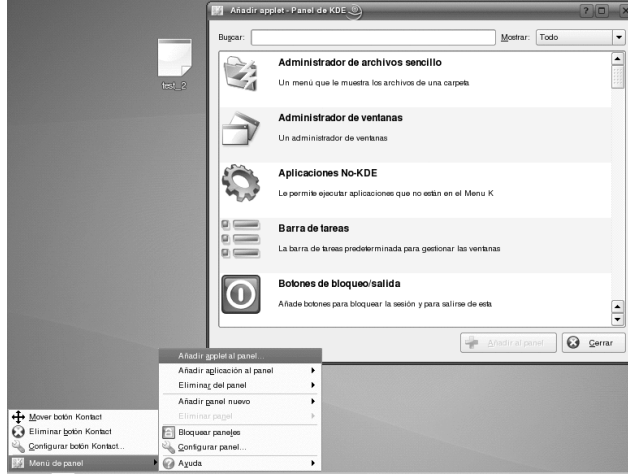 Añadir applet - Panel de KDE
Buscar:
Mostrar: Todo
Administrador de archivos sencillo
Un menú que le muestra los archivos de una carpeta
Administrador de ventanas
Un administrador de ventanas
Aplicaciones No-KDE
Le permite ejecutar aplicaciones que no están en el Menu K
Barra de tareas
La barra de tareas predeterminada para gestionar las ventanas
Botones de bloqueo/salida
Añade botones para bloquear la sesión y para salirse de esta
Añadir al panel
Cerrar
test_2
Añadir applet al panel...
Añadir aplicación al panel
Eliminar del panel
Añadir panel nuevo
Eliminar panel
Bloquear paneles
Configurar panel...
Ayuda
Mover botón Kontact
Eliminar botón Kontact
Configurar botón Kontact...
Menú de panel